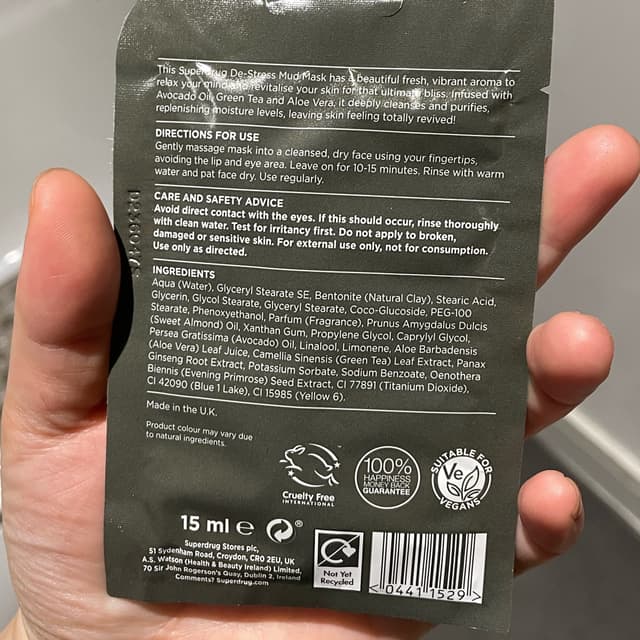 This Superdrug De-Stress Mud Mask has a beautiful fresh, vibrant aroma to
relax your mind and revitalise your skin for that ultimate bliss. Infused with
Avocado Oil, Green Tea and Aloe Vera, it deeply cleanses and purifies,
replenishing moisture levels, leaving skin feeling totally revived!
DIRECTIONS FOR USE
Gently massage mask into a cleansed, dry face using your fingertips,
avoiding the lip and eye area. Leave on for 10-15 minutes. Rinse with warm
water and pat face dry. Use regularly.
CARE AND SAFETY ADVICE
Avoid direct contact with the eyes. If this should occur, rinse thoroughly
with clean water. Test for irritancy first. Do not apply to broken,
damaged or sensitive skin. For external use only, not for consumption.
Use only as directed.
INGREDIENTS
Aqua (Water), Glyceryl Stearate SE, Bentonite (Natural Clay), Stearic Acid,
Glycerin, Glycol Stearate, Glyceryl Stearate, Coco-Glucoside, PEG-100
Stearate, Phenoxyethanol, Parfum (Fragrance), Prunus Amygdalus Dulcis
(Sweet Almond) Oil, Xanthan Gum, Propylene Glycol, Caprylyl Glycol,
Persea Gratissima (Avocado) Oil, Linalool, Limonene, Aloe Barbadensis
(Aloe Vera) Leaf Juice, Camellia Sinensis (Green Tea) Leaf Extract, Panax
Ginseng Root Extract, Potassium Sorbate, Sodium Benzoate, Oenothera
Biennis (Evening Primrose) Seed Extract, CI 77891 (Titanium Dioxide),
CI 42090 (Blue 1 Lake), CI 15985 (Yellow 6).
Made in the U.K.
Product colour may vary due
to natural ingredients.
Cruelty Free
INTERNATIONAL
100%
HAPPINESS
MONEY BACK
GUARANTEE
SUITABLE FOR
Ve
VEGANS
15 ml e
Superdrug Stores plc,
51 Sydenham Road, Croydon, CR0 2EU, UK
A.S. Watson (Health & Beauty Ireland) Limited.
70 Sir John Rogerson's Quay, Dublin 2, Ireland
Comments? Superdrug.com
Not Yet
Recycled
<0441 1529>